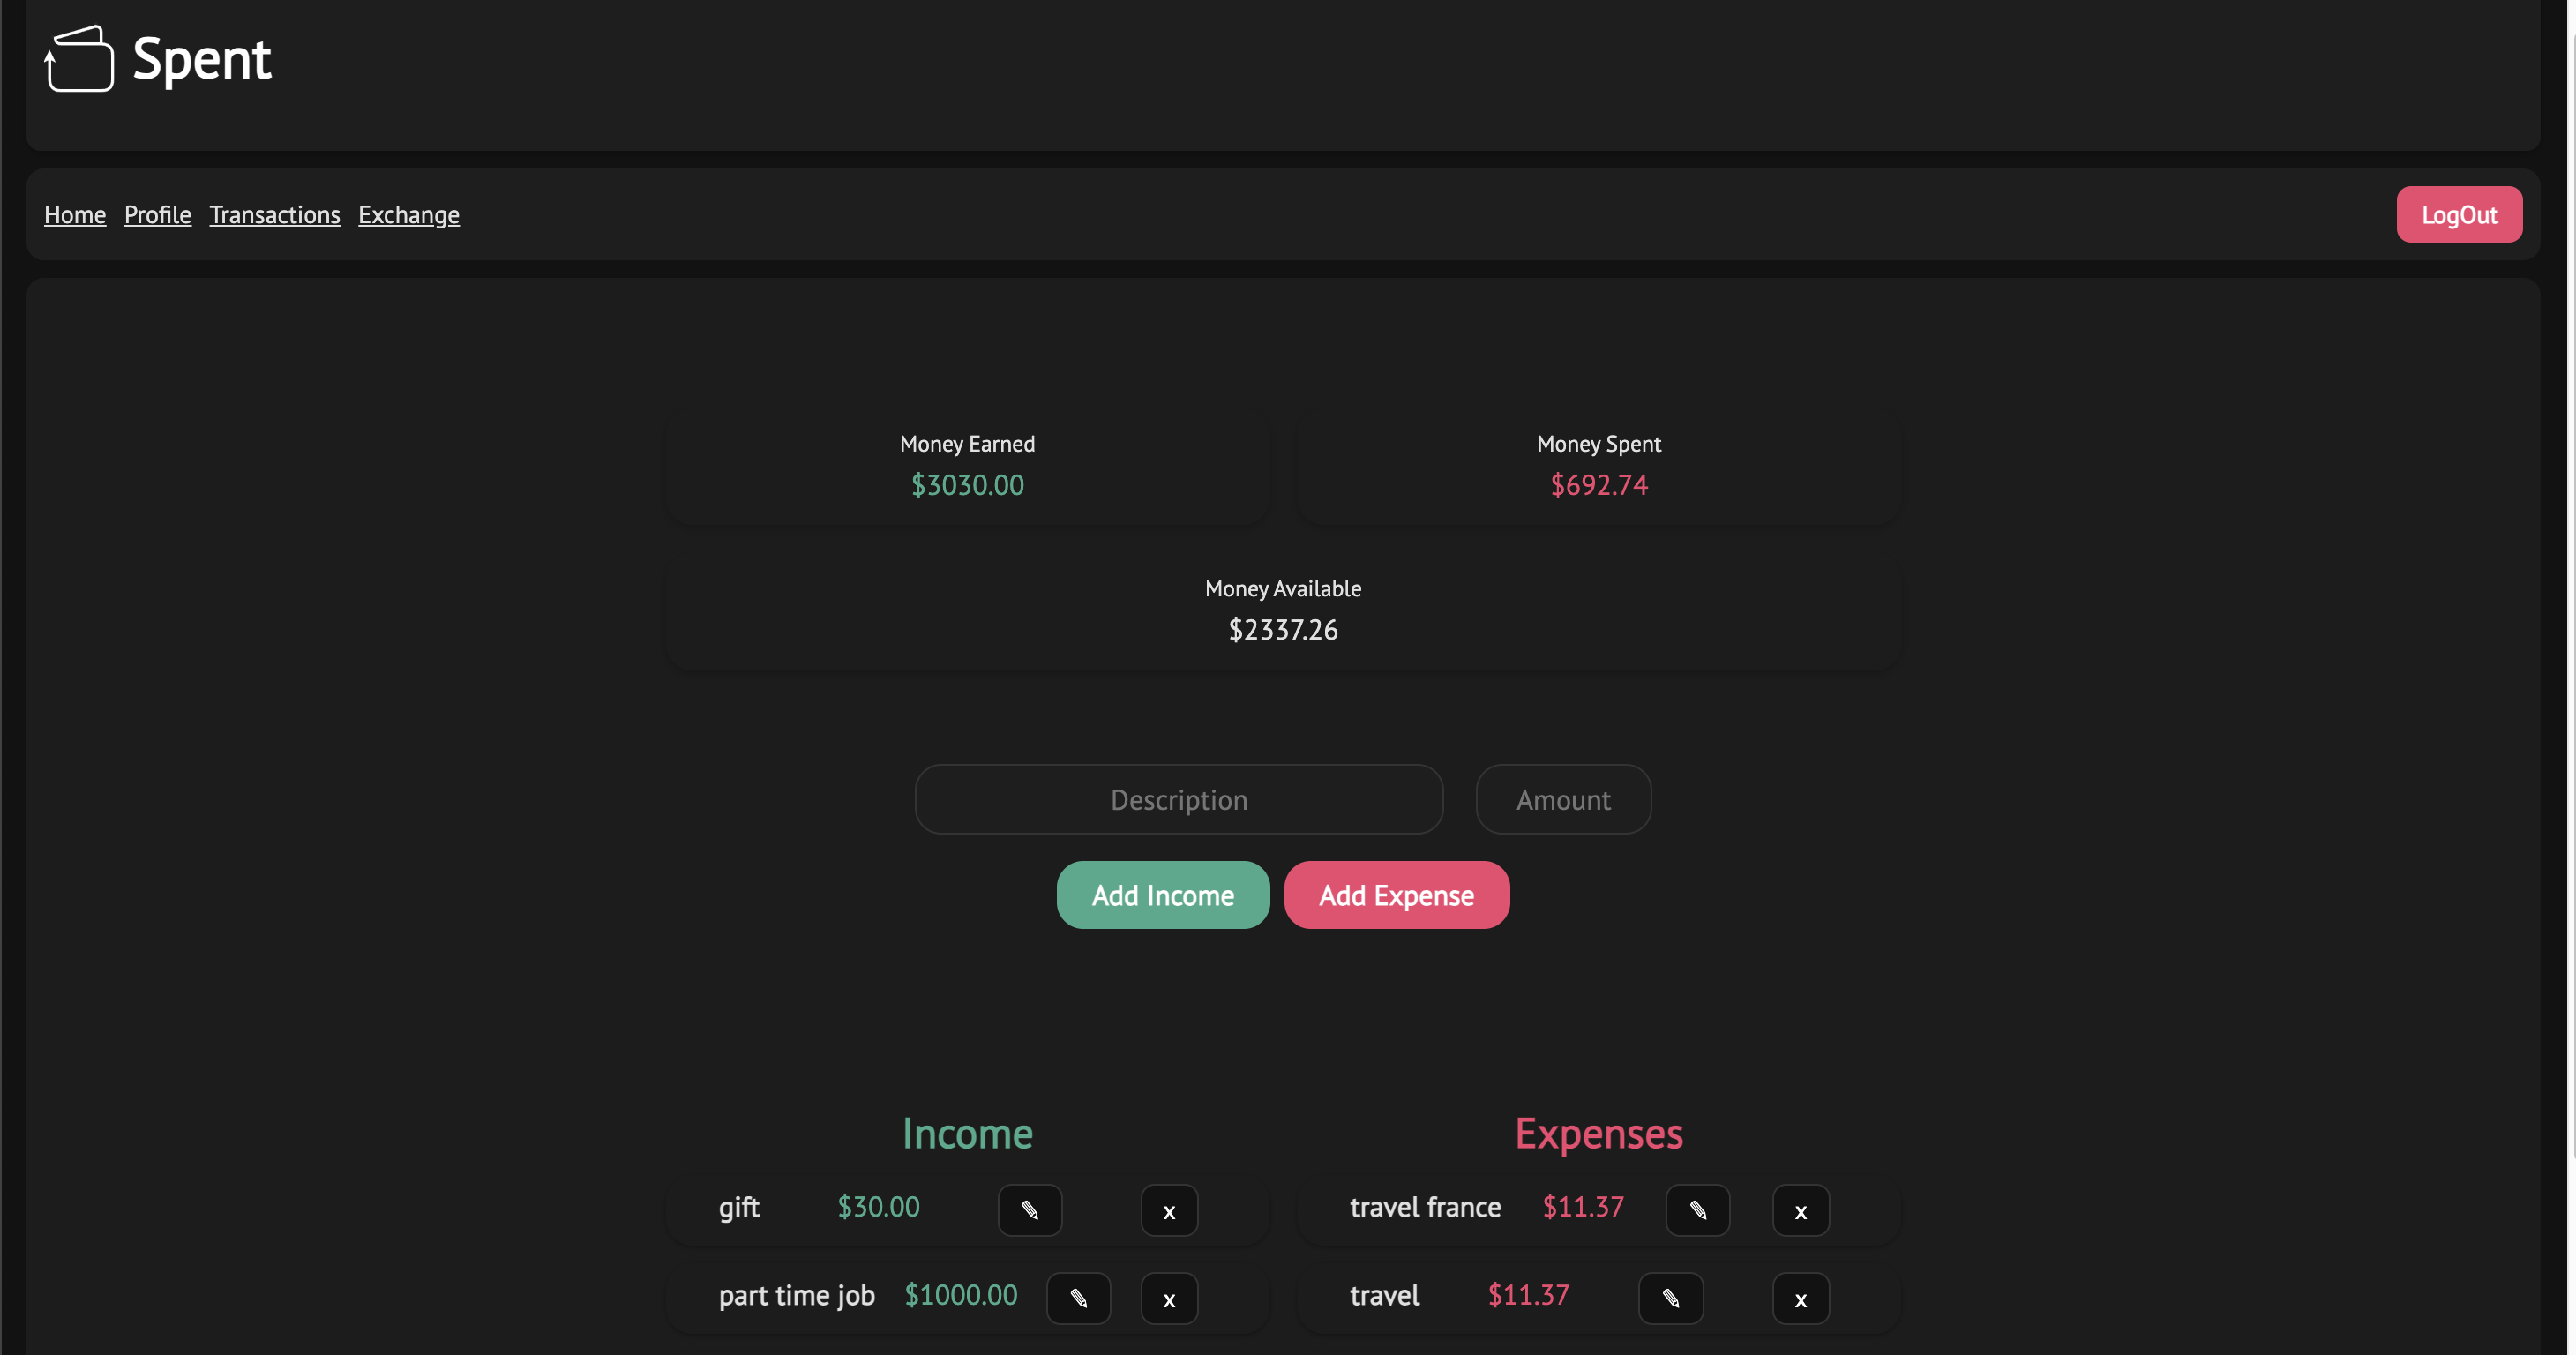 Spent
Home Profile Transactions Exchange LogOut
Money Earned
$3030.00
Money Spent
$692.74
Money Available
$2337.26
Description Amount
Add Income Add Expense
Income
gift $30.00 ✎ x
part time job $1000.00 ✎ x
Expenses
travel france $11.37 ✎ x
travel $11.37 ✎ x